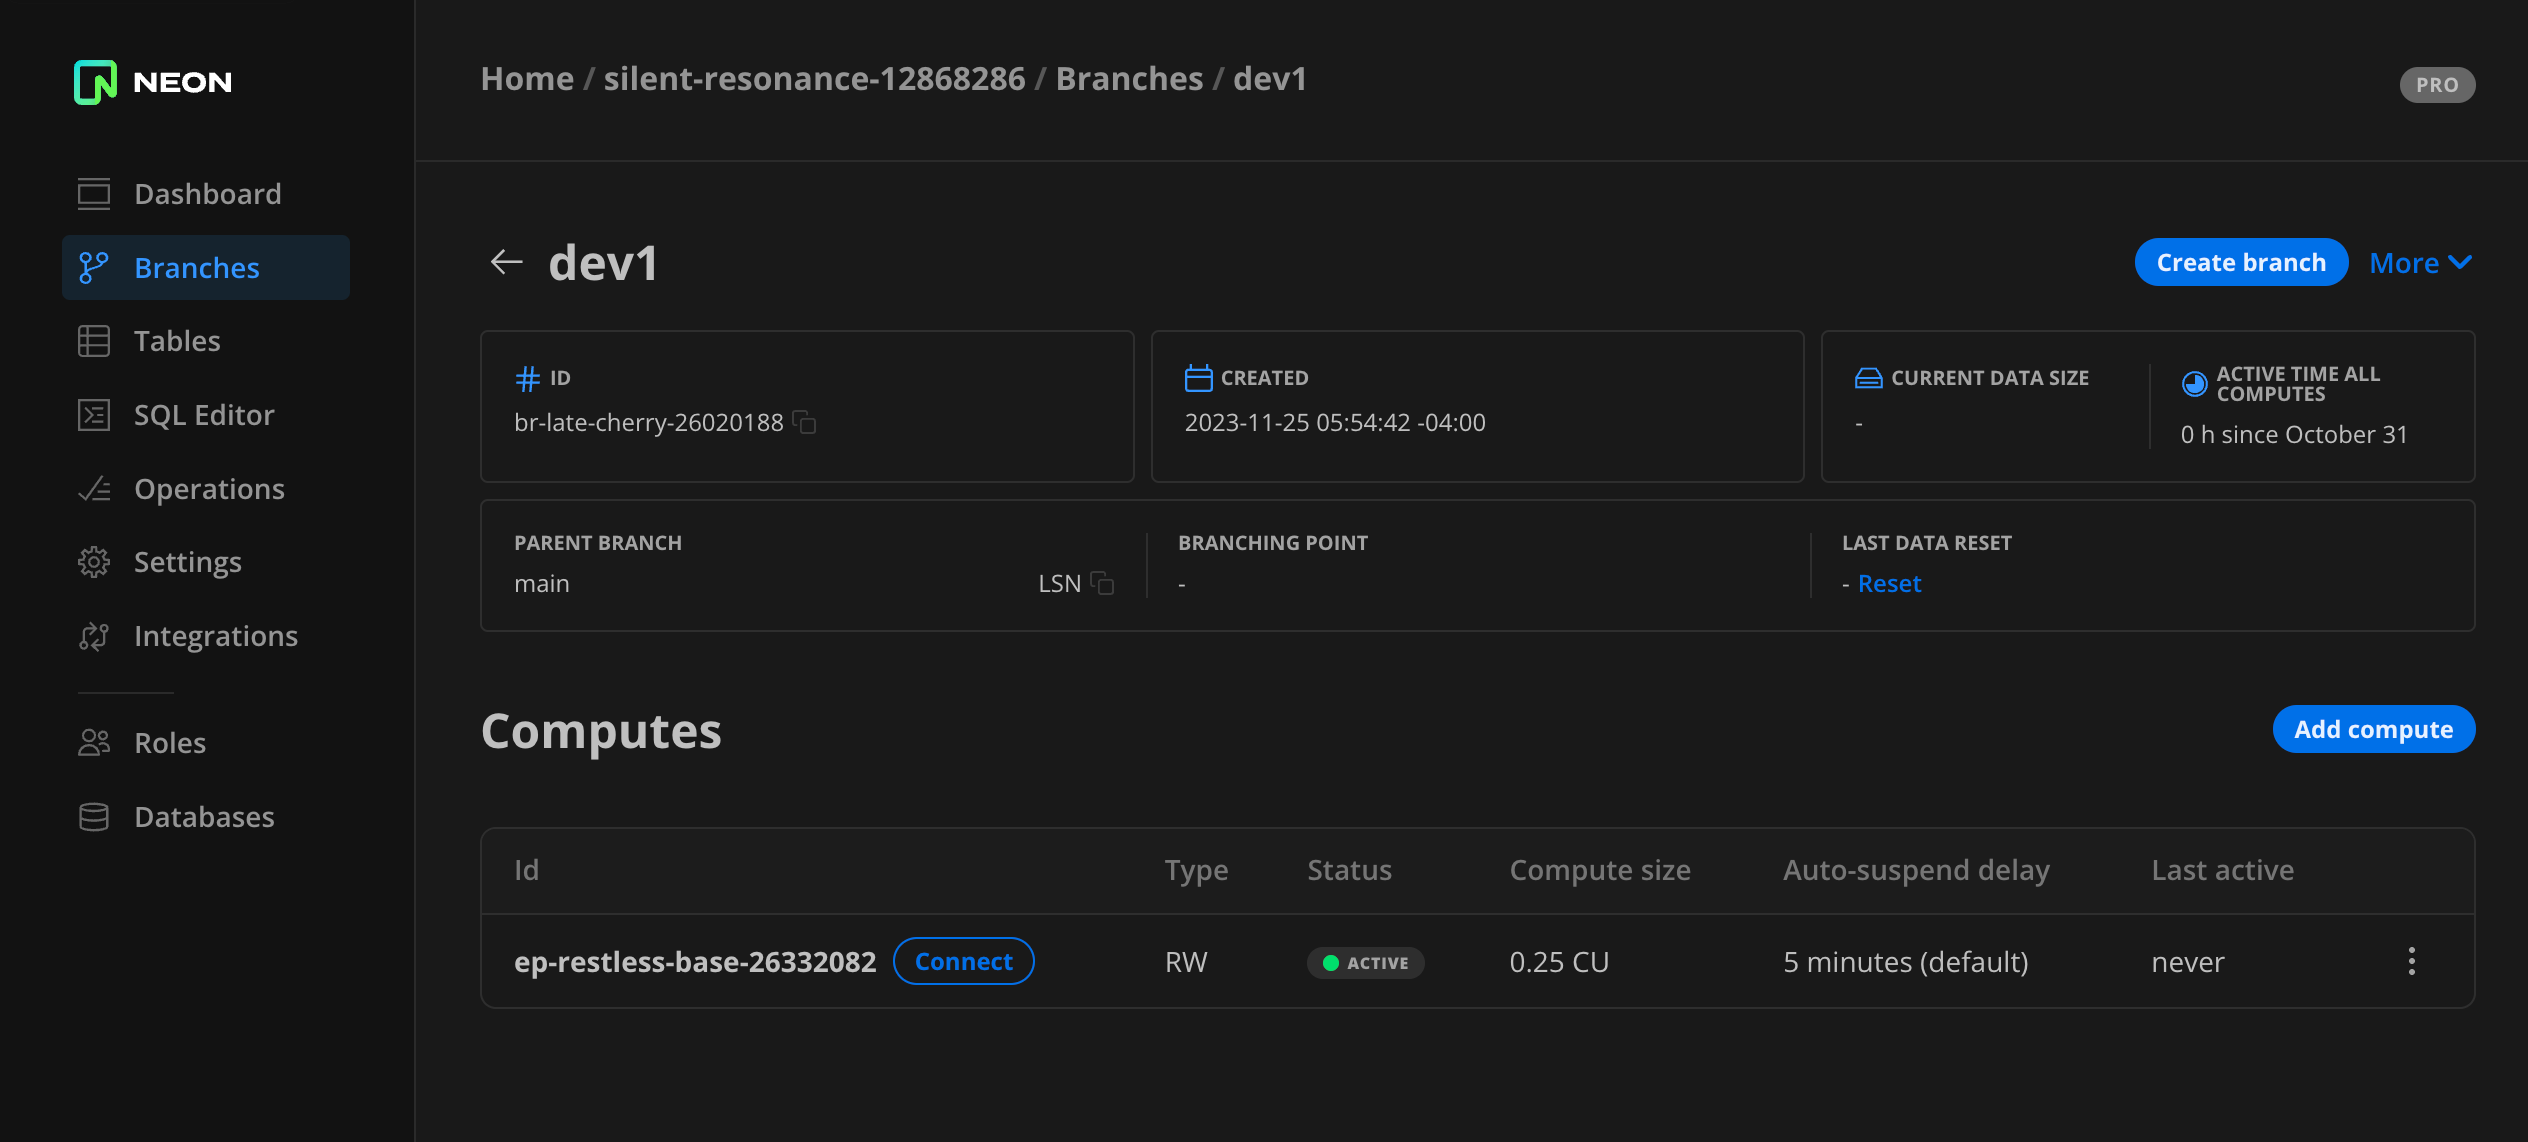 NEON
Home / silent-resonance-12868286 / Branches / dev1
PRO
Dashboard
Branches
Tables
SQL Editor
Operations
Settings
Integrations
Roles
Databases
dev1
Create branch
More
ID
br-late-cherry-26020188
CREATED
2023-11-25 05:54:42 -04:00
CURRENT DATA SIZE
-
ACTIVE TIME ALL
COMPUTES
0 h since October 31
PARENT BRANCH
main LSN
BRANCHING POINT
-
LAST DATA RESET
- Reset
Computes
Add compute
Id Type Status Compute size Auto-suspend delay Last active
ep-restless-base-26332082 Connect RW ACTIVE 0.25 CU 5 minutes (default) never